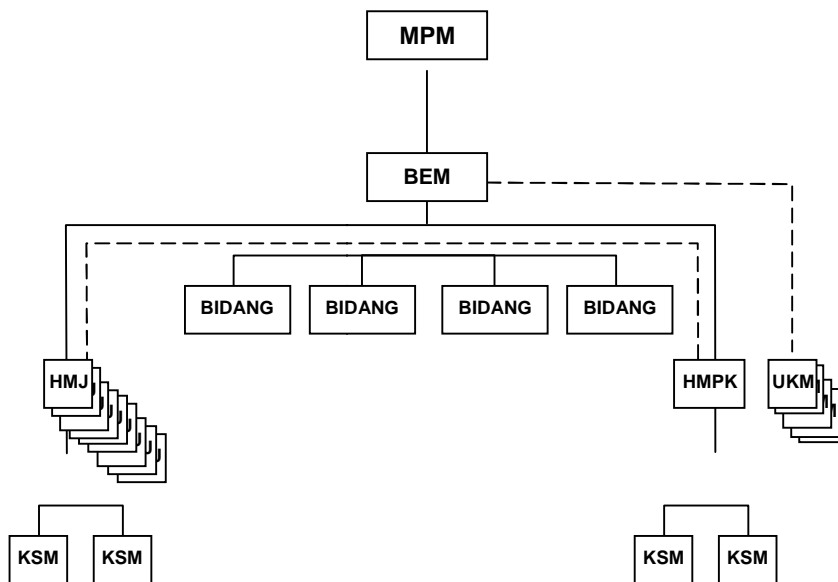 MPM
BEM
BIDANG BIDANG BIDANG BIDANG
HMJ HMPK UKM
KSM KSM KSM KSM